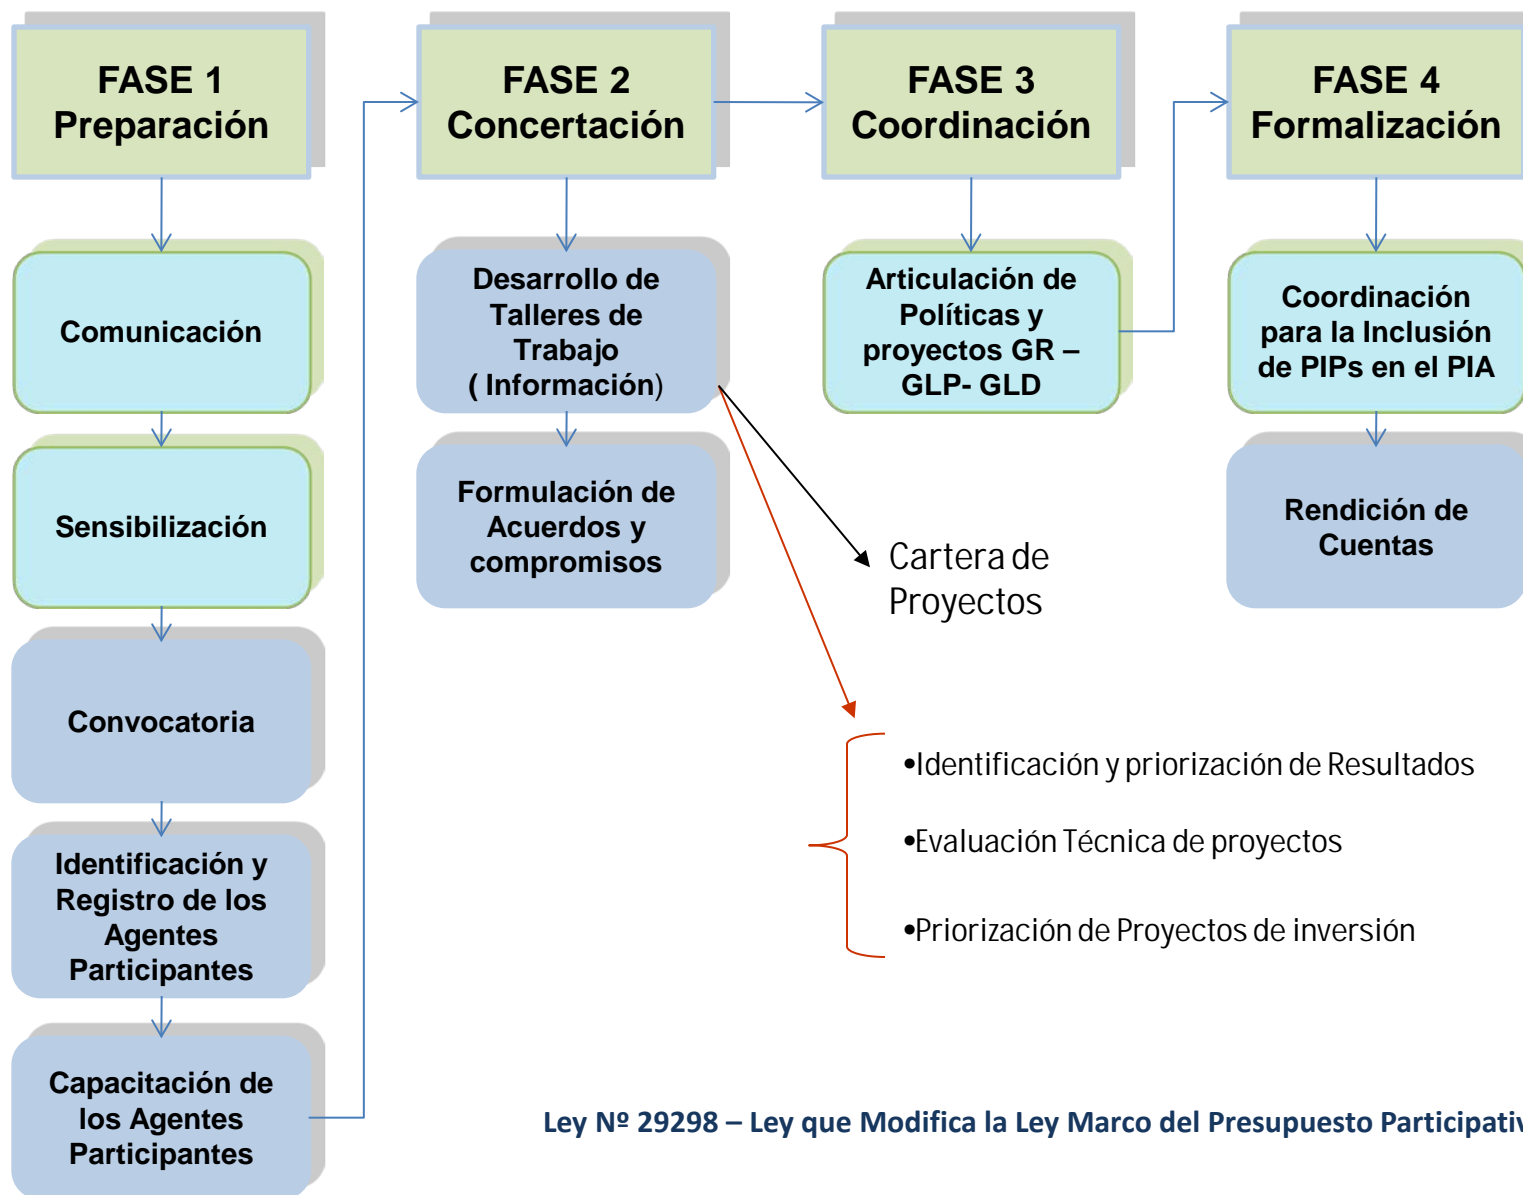 FASE 1
Preparación
Comunicación
Sensibilización
Convocatoria
Identificación y
Registro de los
Agentes
Participantes
Capacitación de
los Agentes
Participantes
FASE 2
Concertación
Desarrollo de
Talleres de
Trabajo
( Información)
Formulación de
Acuerdos y
compromisos
FASE 3
Coordinación
Articulación de
Políticas y
proyectos GR –
GLP- GLD
Cartera de
Proyectos
•Identificación y priorización de Resultados
•Evaluación Técnica de proyectos
•Priorización de Proyectos de inversión
FASE 4
Formalización
Coordinación
para la Inclusión
de PIPs en el PIA
Rendición de
Cuentas
Ley Nº 29298 – Ley que Modifica la Ley Marco del Presupuesto Participativ